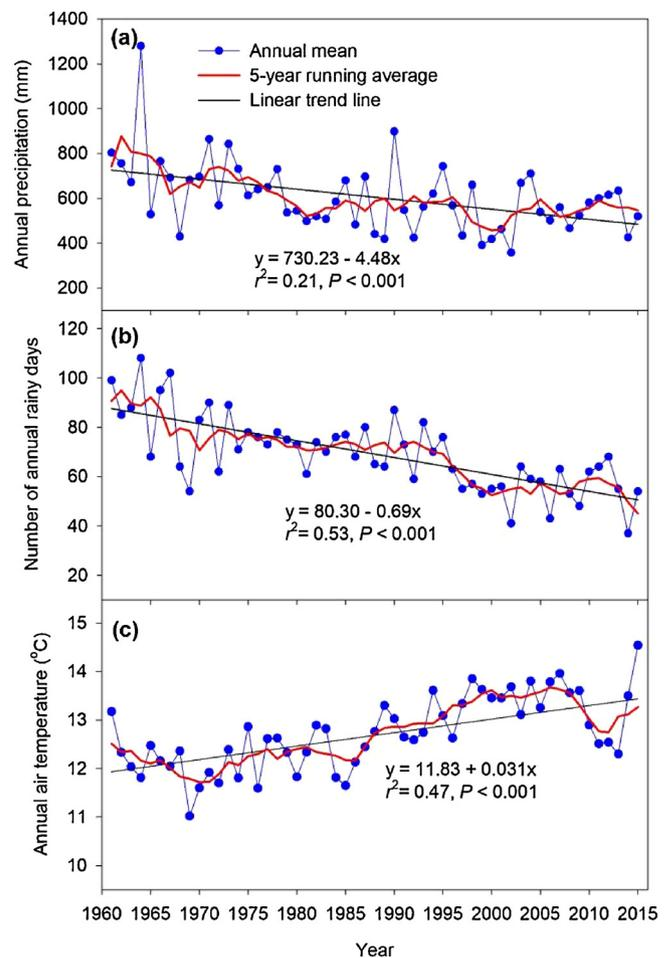 1400
(a)
Annual mean
1200
5-year running average
1000
Linear trend line
800
600
400
200
Annual precipitation (mm)
y = 730.23 - 4.48x
r²= 0.21, P < 0.001
120
(b)
100
80
60
40
20
Number of annual rainy days
y = 80.30 - 0.69x
r²= 0.53, P < 0.001
15
(c)
14
13
12
11
10
Annual air temperature (°C)
y = 11.83 + 0.031x
r²= 0.47, P < 0.001
1960 1965 1970 1975 1980 1985 1990 1995 2000 2005 2010 2015
Year